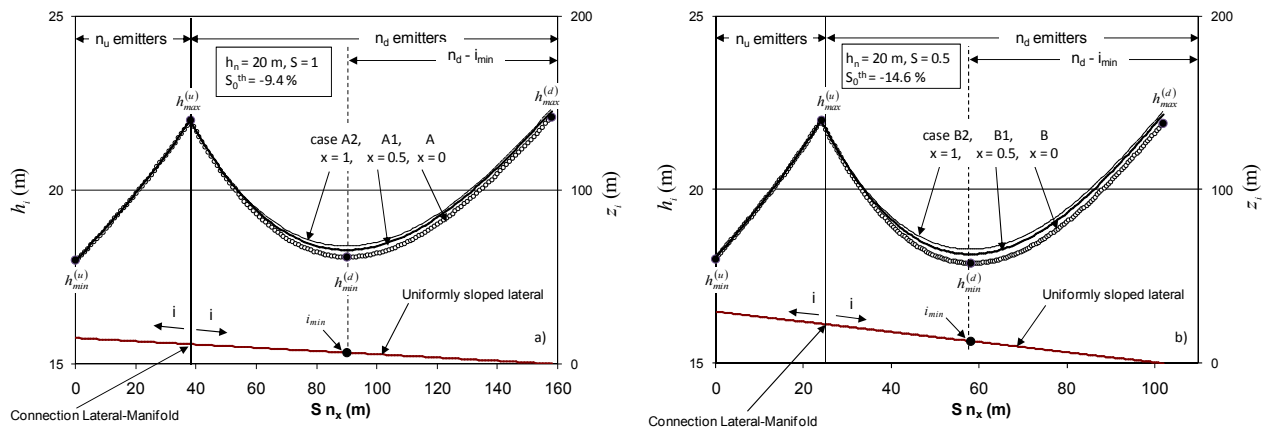 25
20
15
h_i (m)
200
100
0
z_i (m)
n_u emitters
n_d emitters
n_d - i_min
h_n = 20 m, S = 1
S_0^th = -9.4 %
h_max^(u)
h_max^(d)
case A2, A1, A
x = 1, x = 0.5, x = 0
h_min^(u)
h_min^(d)
Uniformly sloped lateral
i i
i_min
a)
0 20 40 60 80 100 120 140 160
S n_x (m)
Connection Lateral-Manifold
25
20
15
h_i (m)
200
100
0
z_i (m)
n_u emitters
n_d emitters
n_d - i_min
h_n = 20 m, S = 0.5
S_0^th = -14.6 %
h_max^(u)
h_max^(d)
case B2, B1, B
x = 1, x = 0.5, x = 0
h_min^(u)
h_min^(d)
Uniformly sloped lateral
i i
i_min
b)
0 20 40 60 80 100
S n_x (m)
Connection Lateral-Manifold